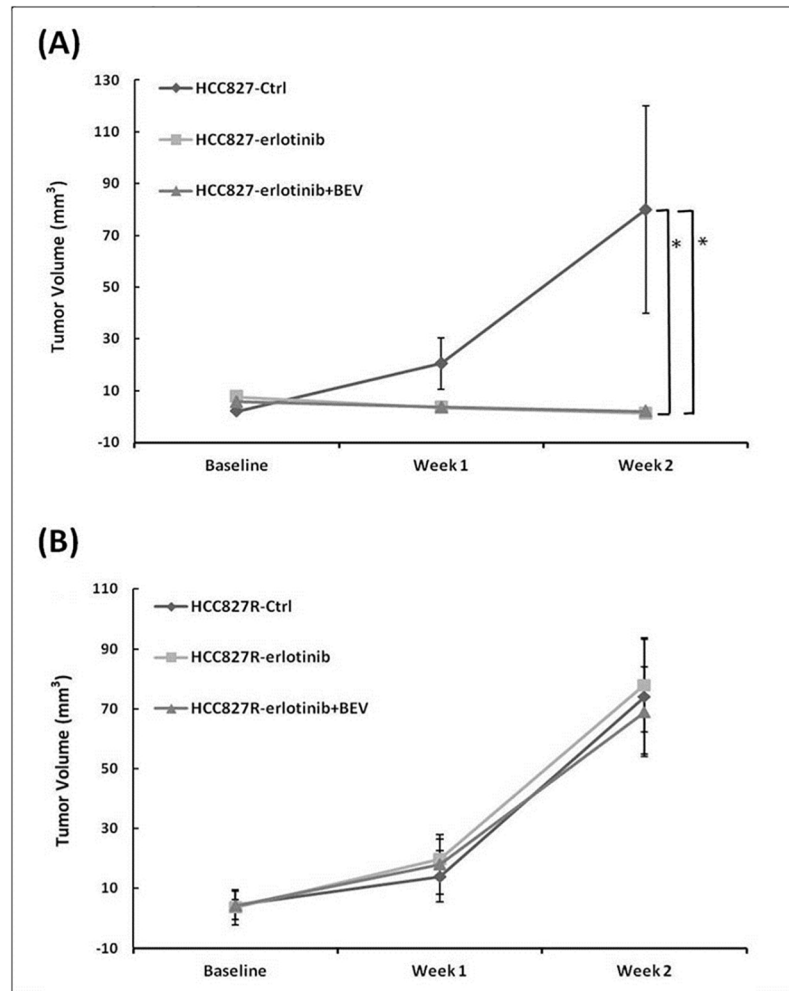 (A)
130
110
90
70
50
30
10
-10
Tumor Volume (mm³)
HCC827-Ctrl
HCC827-erlotinib
HCC827-erlotinib+BEV
*
*
Baseline
Week 1
Week 2
(B)
110
90
70
50
30
10
-10
Tumor Volume (mm³)
HCC827R-Ctrl
HCC827R-erlotinib
HCC827R-erlotinib+BEV
Baseline
Week 1
Week 2